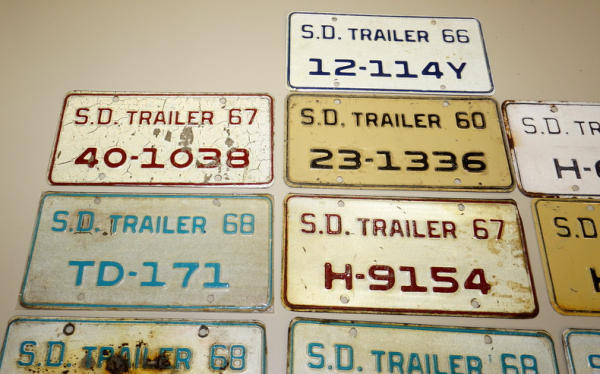 S.D. TRAILER 66
12-114Y
S.D. TRAILER 67
40-1038
S.D. TRAILER 60
23-1336
S.D. TR
H-
S.D. TRAILER 68
TD-171
S.D. TRAILER 67
H-9154
S.D.
S.D. TRAILER 68
S.D. TRAILER 68